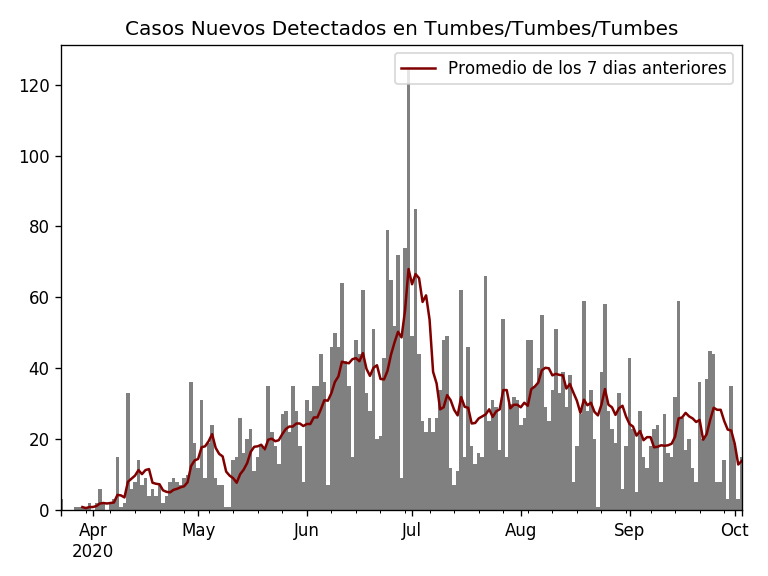 Casos Nuevos Detectados en Tumbes/Tumbes/Tumbes
Promedio de los 7 dias anteriores
120
100
80
60
40
20
0
Apr May Jun Jul Aug Sep Oct
2020